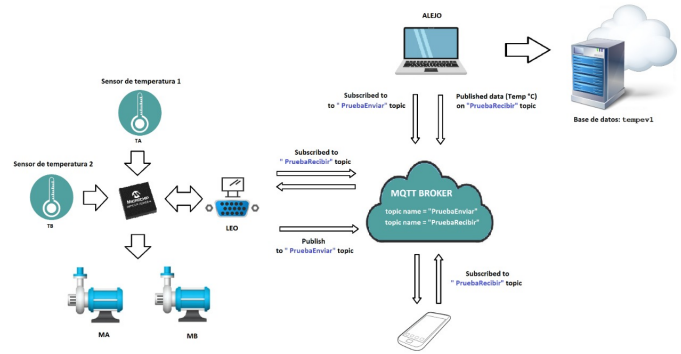 ALEJO
Subscribed to
to " PruebaEnviar" topic
Published data (Temp °C)
on "PruebaRecibir" topic
Base de datos: tempev1
Sensor de temperatura 1
TA
Sensor de temperatura 2
TB
MICROCHIP
LEO
Subscribed to
" PruebaRecibir" topic
Publish
to " PruebaEnviar" topic
MQTT BROKER
topic name = "PruebaEnviar"
topic name = "PruebaRecibir"
Subscribed to
" PruebaRecibir" topic
MA
MB